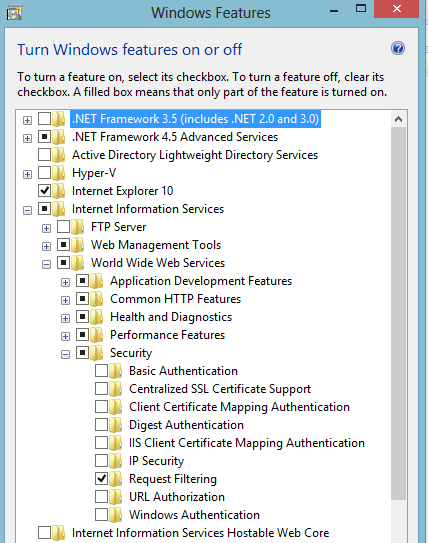 Windows Features
Turn Windows features on or off
To turn a feature on, select its checkbox. To turn a feature off, clear its
checkbox. A filled box means that only part of the feature is turned on.
.NET Framework 3.5 (includes .NET 2.0 and 3.0)
.NET Framework 4.5 Advanced Services
Active Directory Lightweight Directory Services
Hyper-V
Internet Explorer 10
Internet Information Services
FTP Server
Web Management Tools
World Wide Web Services
Application Development Features
Common HTTP Features
Health and Diagnostics
Performance Features
Security
Basic Authentication
Centralized SSL Certificate Support
Client Certificate Mapping Authentication
Digest Authentication
IIS Client Certificate Mapping Authentication
IP Security
Request Filtering
URL Authorization
Windows Authentication
Internet Information Services Hostable Web Core